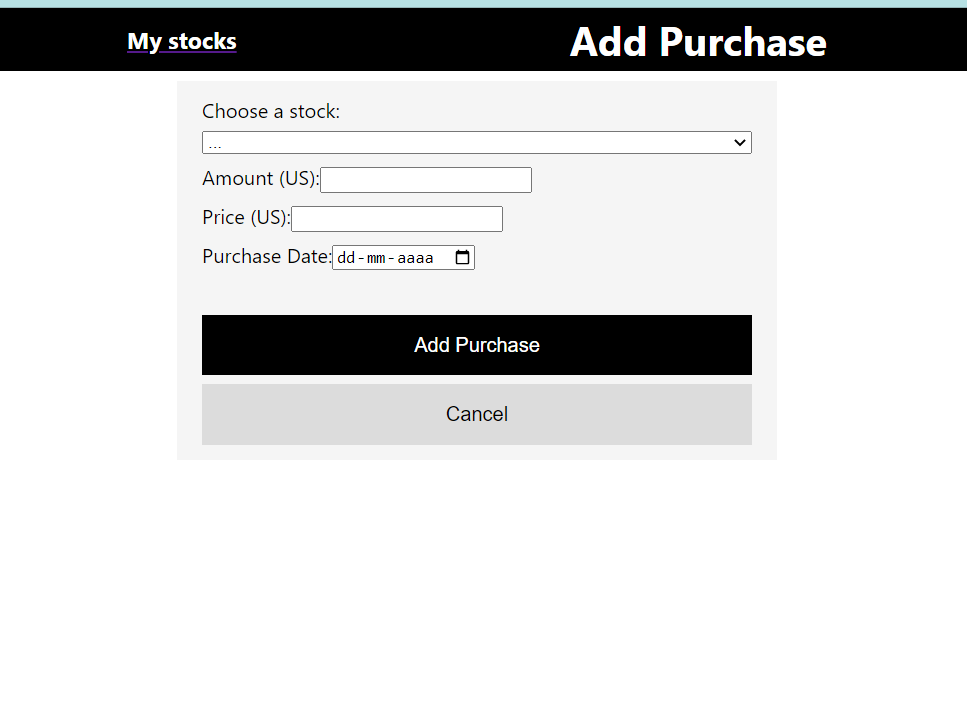 My stocks Add Purchase
Choose a stock:
...
Amount (US):
Price (US):
Purchase Date: dd-mm-aaaa
Add Purchase
Cancel